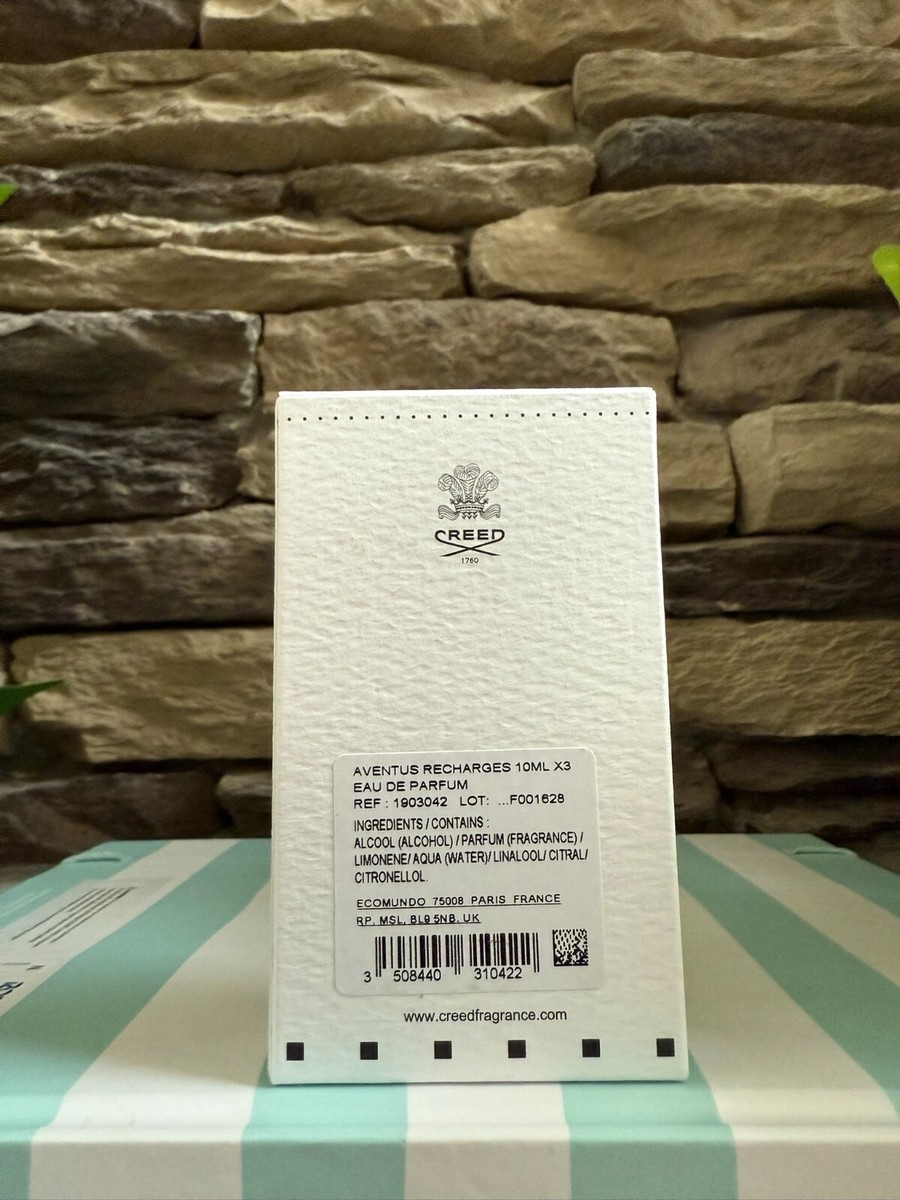 CREED
1760
AVENTUS RECHARGES 10ML X3
EAU DE PARFUM
REF : 1903042 LOT: ...F001628
INGREDIENTS / CONTAINS :
ALCOOL (ALCOHOL) / PARFUM (FRAGRANCE) /
LIMONENE/ AQUA (WATER)/ LINALOOL/ CITRAL/
CITRONELLOL.
ECOMUNDO 75008 PARIS FRANCE
RP. MSL, BL9 5NB. UK
3 508440 310422
www.creedfragrance.com